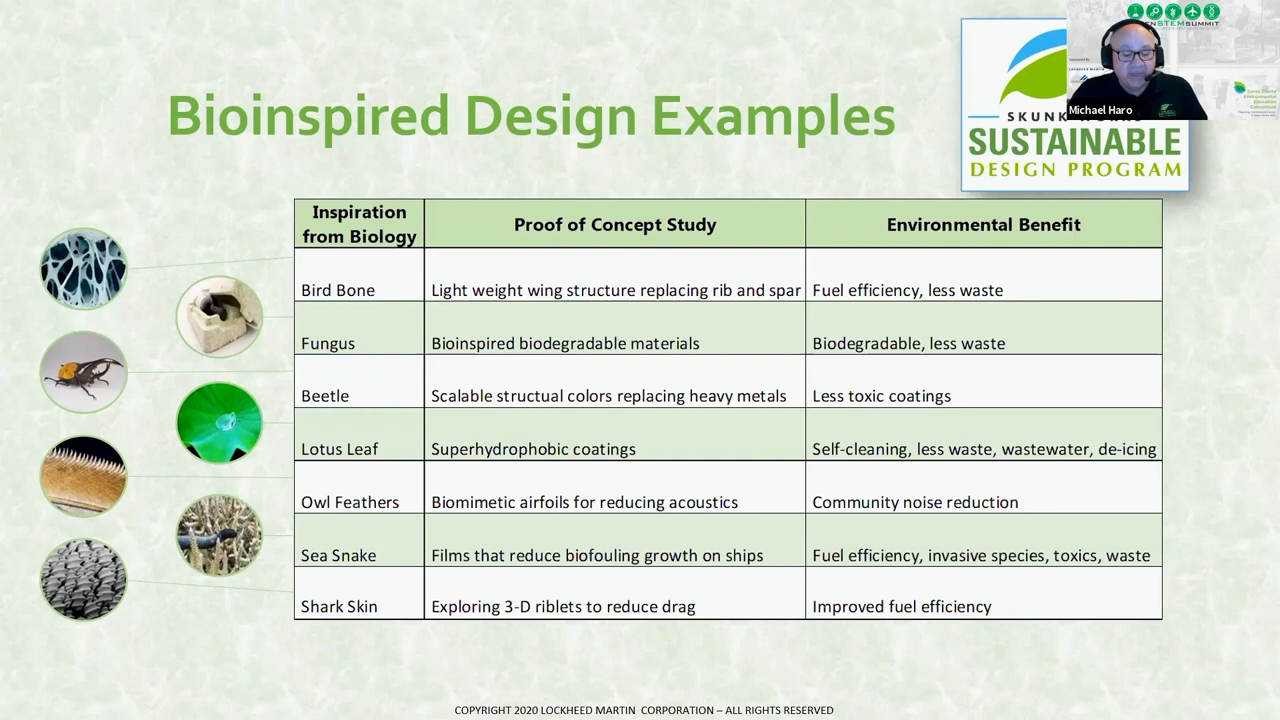 Bioinspired Design Examples
STEMSUMMIT
Michael Haro
SKUNK
SUSTAINABLE
DESIGN PROGRAM
Inspiration from Biology
Proof of Concept Study
Environmental Benefit
Bird Bone
Light weight wing structure replacing rib and spar
Fuel efficiency, less waste
Fungus
Bioinspired biodegradable materials
Biodegradable, less waste
Beetle
Scalable structual colors replacing heavy metals
Less toxic coatings
Lotus Leaf
Superhydrophobic coatings
Self-cleaning, less waste, wastewater, de-icing
Owl Feathers
Biomimetic airfoils for reducing acoustics
Community noise reduction
Sea Snake
Films that reduce biofouling growth on ships
Fuel efficiency, invasive species, toxics, waste
Shark Skin
Exploring 3-D riblets to reduce drag
Improved fuel efficiency
COPYRIGHT 2020 LOCKHEED MARTIN CORPORATION – ALL RIGHTS RESERVED